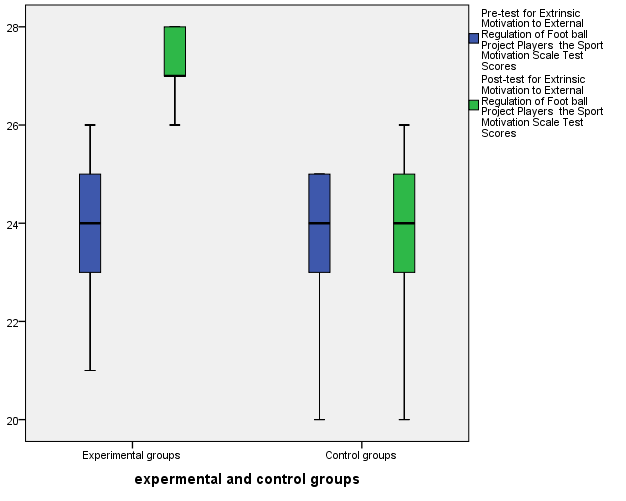 28
26
24
22
20
Experimental groups
Control groups
expermental and control groups
Pre-test for Extrinsic
Motivation to External
Regulation of Foot ball
Project Players  the Sport
Motivation Scale Test
Scores
Post-test for Extrinsic
Motivation to External
Regulation of Foot ball
Project Players  the Sport
Motivation Scale Test
Scores